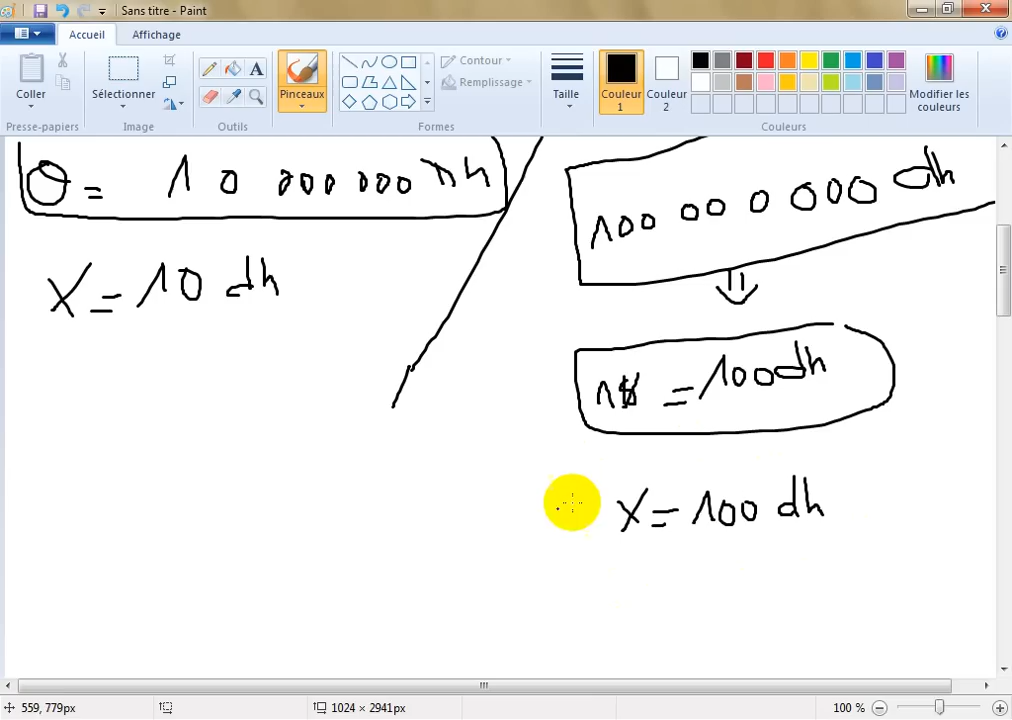 Sans titre - Paint
Accueil
Affichage
Coller
Sélectionner
Pinceaux
Contour
Remplissage
Taille
Couleur 1
Couleur 2
Modifier les couleurs
Presse-papiers
Image
Outils
Formes
Couleurs
= 10 000 000 dh
X = 10 dh
100 00 0 000 dh
1$ = 100 dh
X = 100 dh
559, 779px
1024 × 2941px
100 %